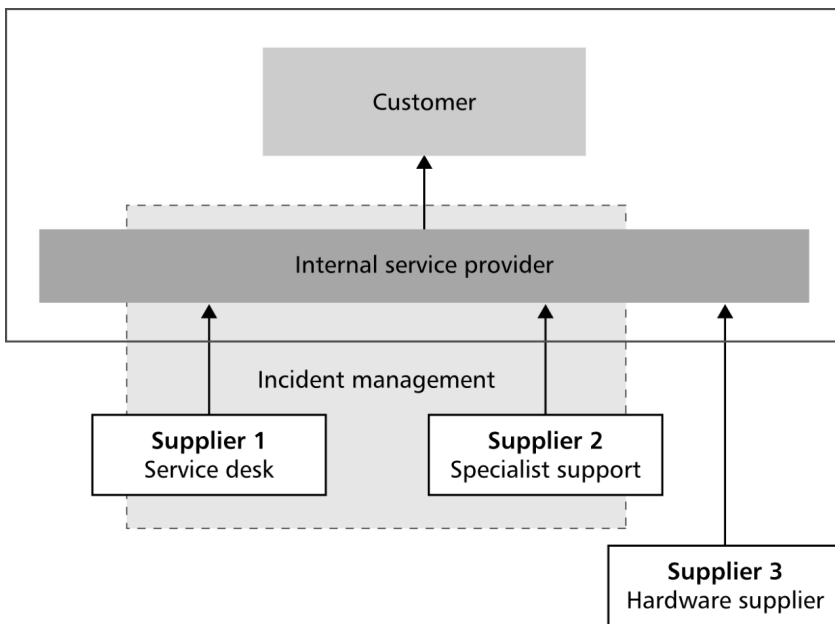 Customer
Internal service provider
Incident management
Supplier 1
Service desk
Supplier 2
Specialist support
Supplier 3
Hardware supplier